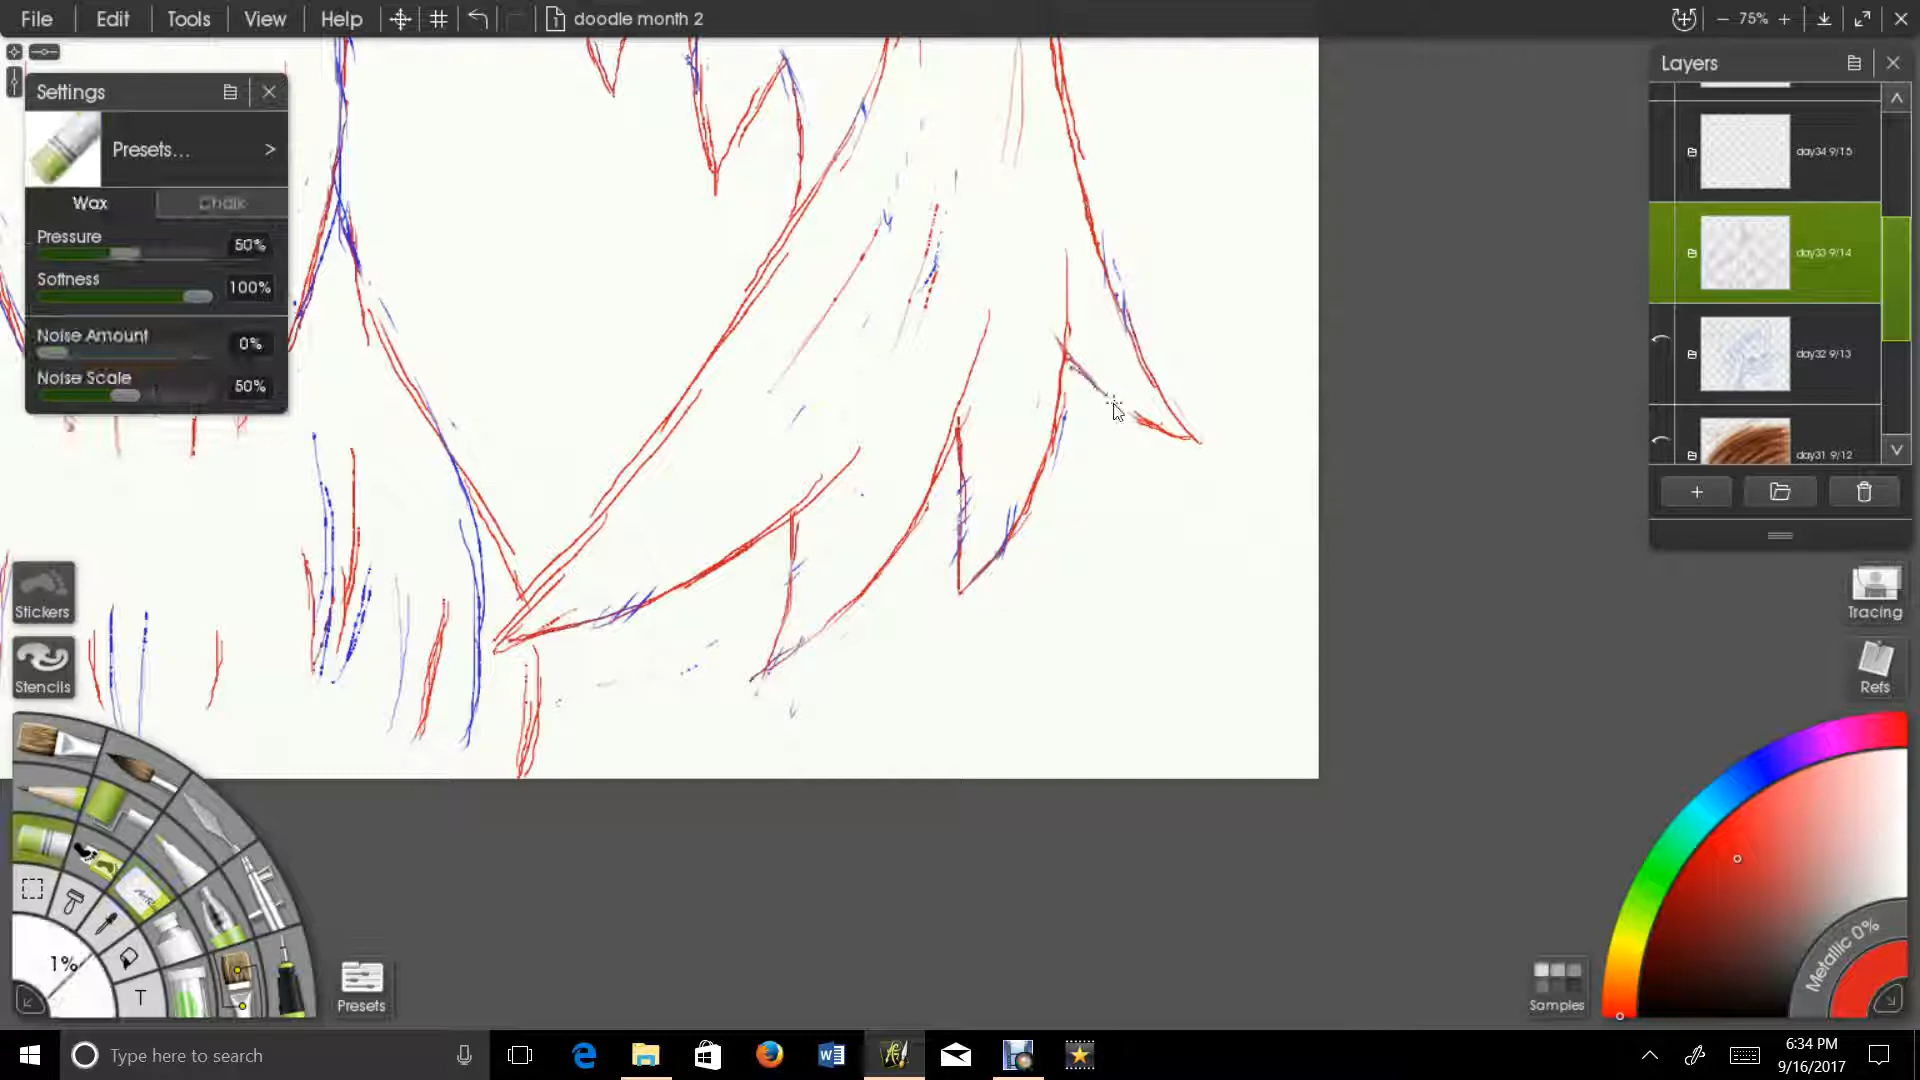 File Edit Tools View Help 1 doodle month 2 75%
Settings
Presets... >
Wax Chalk
Pressure 50%
Softness 100%
Noise Amount 0%
Noise Scale 50%
Layers
day34 9/15
day33 9/14
day32 9/13
day31 9/12
Stickers
Stencils
Tracing
Refs
1%
T
Presets
Samples
Metallic 0%
Type here to search
6:34 PM
9/16/2017